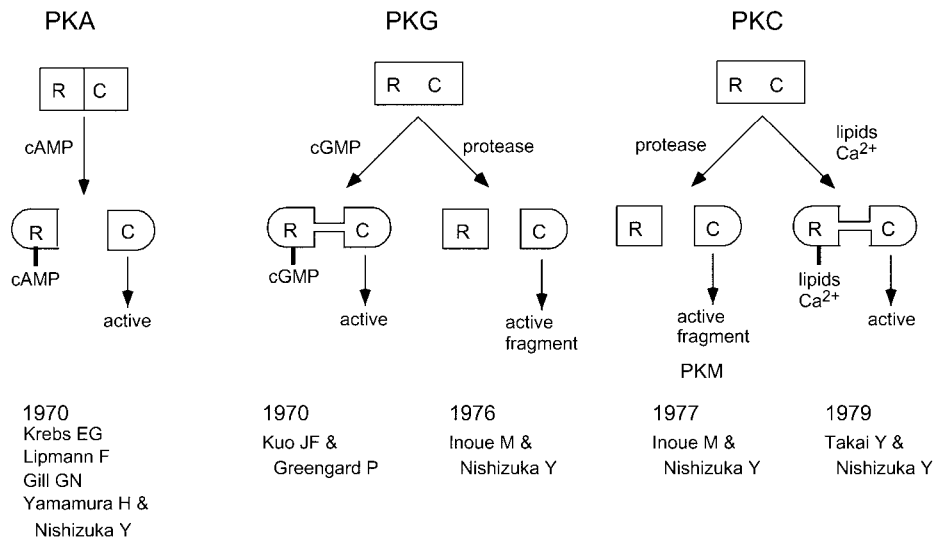 PKA
PKG
PKC
R C
R C
R C
cAMP
cGMP
protease
protease
lipids
Ca2+
R
C
R
C
R
C
R
C
R
C
cAMP
cGMP
lipids
Ca2+
active
active
active
fragment
active
fragment
active
PKM
1970
Krebs EG
Lipmann F
Gill GN
Yamamura H &
Nishizuka Y
1970
Kuo JF &
Greengard P
1976
Inoue M &
Nishizuka Y
1977
Inoue M &
Nishizuka Y
1979
Takai Y &
Nishizuka Y